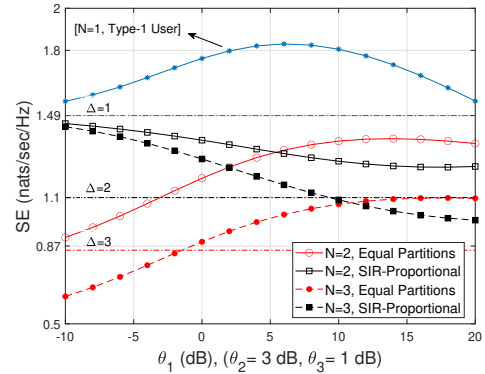 [N=1, Type-1 User]
2
1.8
1.49
1.1
0.87
0.5
SE (nats/sec/Hz)
Δ=1
Δ=2
Δ=3
N=2, Equal Partitions
N=2, SIR-Proportional
N=3, Equal Partitions
N=3, SIR-Proportional
-10 -5 0 5 10 15 20
θ₁ (dB), (θ₂= 3 dB, θ₃= 1 dB)